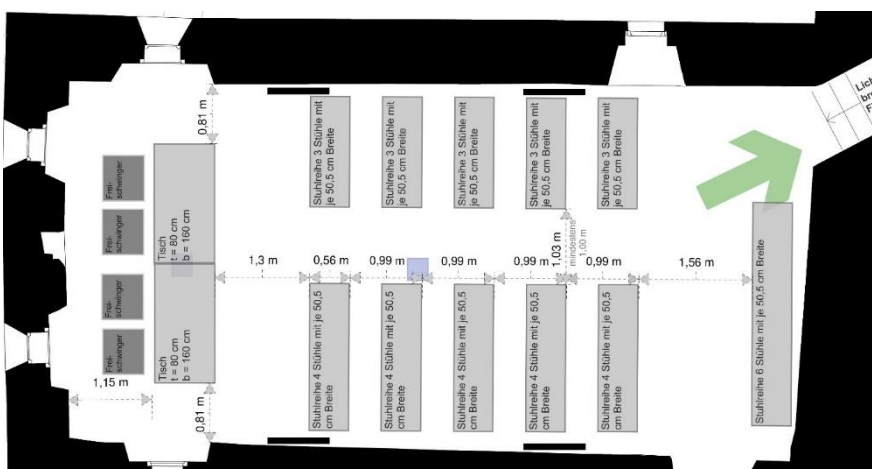 0,81 m
Frei-
schwinger
Frei-
schwinger
Frei-
schwinger
Frei-
schwinger
Tisch
t = 80 cm
b = 160 cm
Tisch
t = 80 cm
b = 160 cm
1,15 m
0,81 m
Stuhlreihe 3 Stühle mit
je 50,5 cm Breite
Stuhlreihe 3 Stühle mit
je 50,5 cm Breite
Stuhlreihe 3 Stühle mit
je 50,5 cm Breite
Stuhlreihe 3 Stühle mit
je 50,5 cm Breite
Stuhlreihe 3 Stühle mit
je 50,5 cm Breite
1,3 m
0,56 m
0,99 m
0,99 m
0,99 m
1,03 m
mindestens
1,00 m
0,99 m
1,56 m
Stuhlreihe 4 Stühle mit je 50,5
cm Breite
Stuhlreihe 4 Stühle mit je 50,5
cm Breite
Stuhlreihe 4 Stühle mit je 50,5
cm Breite
Stuhlreihe 4 Stühle mit je 50,5
cm Breite
Stuhlreihe 4 Stühle mit je 50,5
cm Breite
Stuhlreihe 6 Stühle mit je 50,5 cm Breite